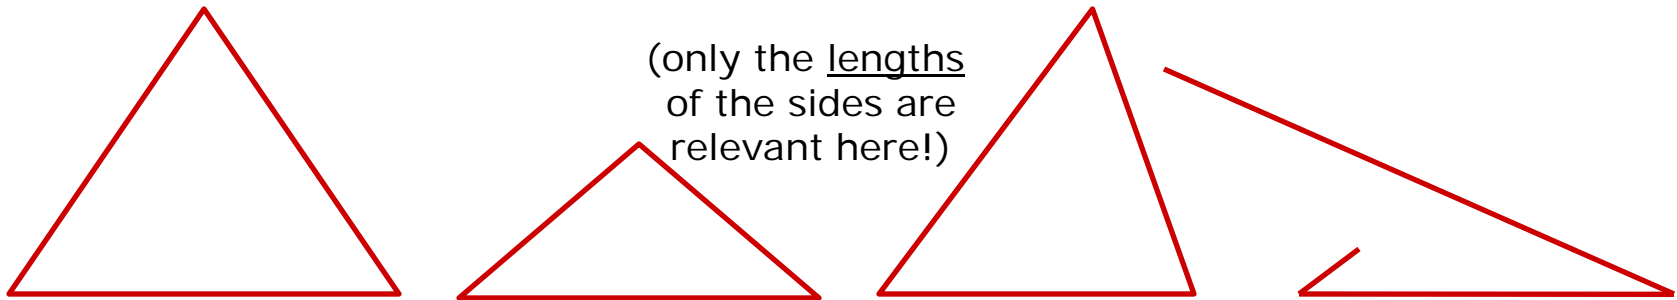 (only the lengths
of the sides are
relevant here!)